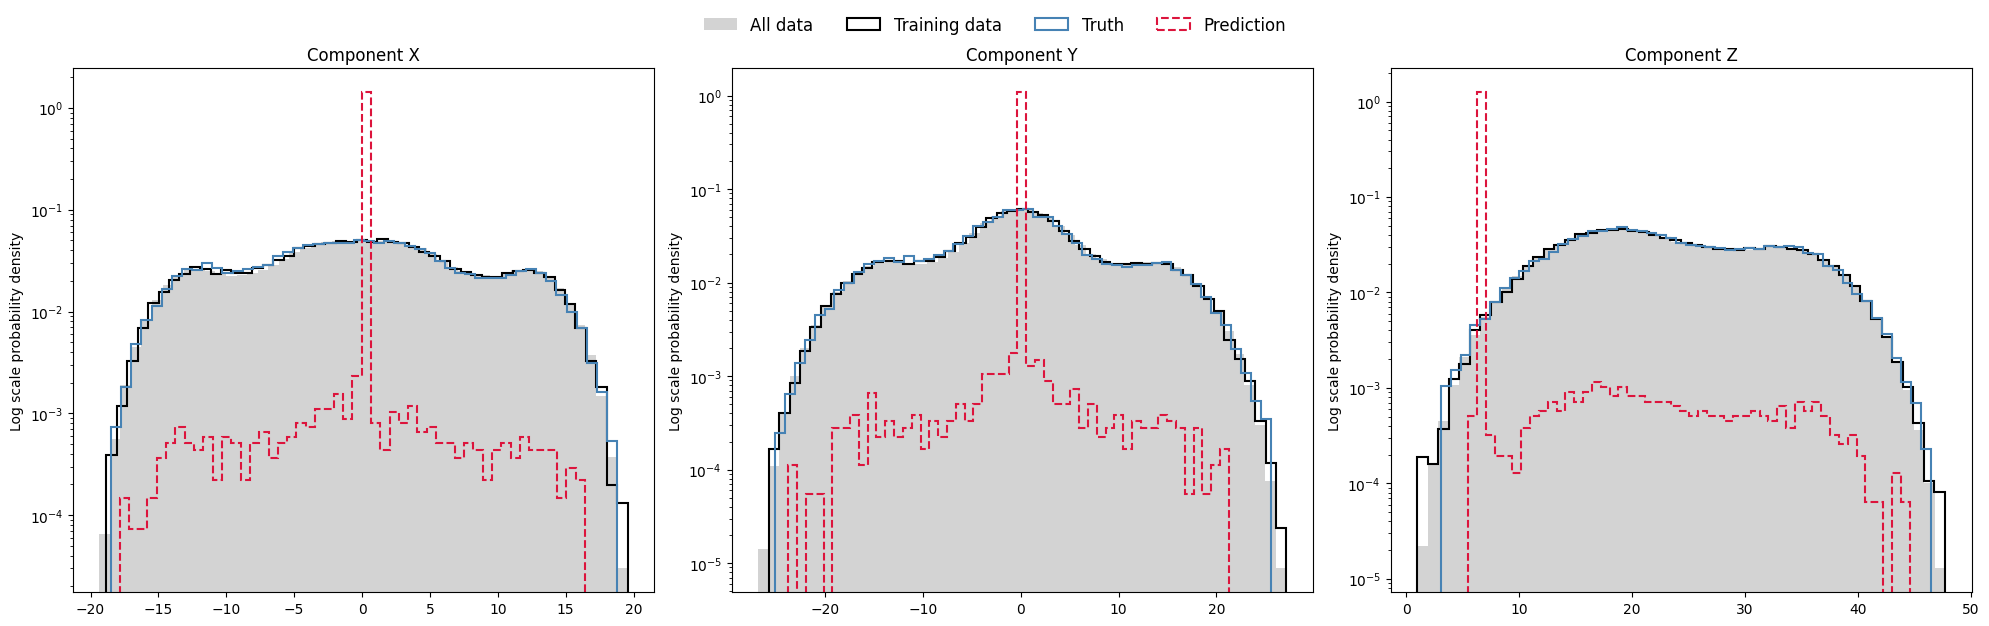 All data Training data Truth Prediction
Component X
Component Y
Component Z
Log scale probability density
10^0
10^-1
10^-2
10^-3
10^-4
−20 −15 −10 −5 0 5 10 15 20
Log scale probability density
10^0
10^-1
10^-2
10^-3
10^-4
10^-5
−20 −10 0 10 20
Log scale probability density
10^0
10^-1
10^-2
10^-3
10^-4
10^-5
0 10 20 30 40 50